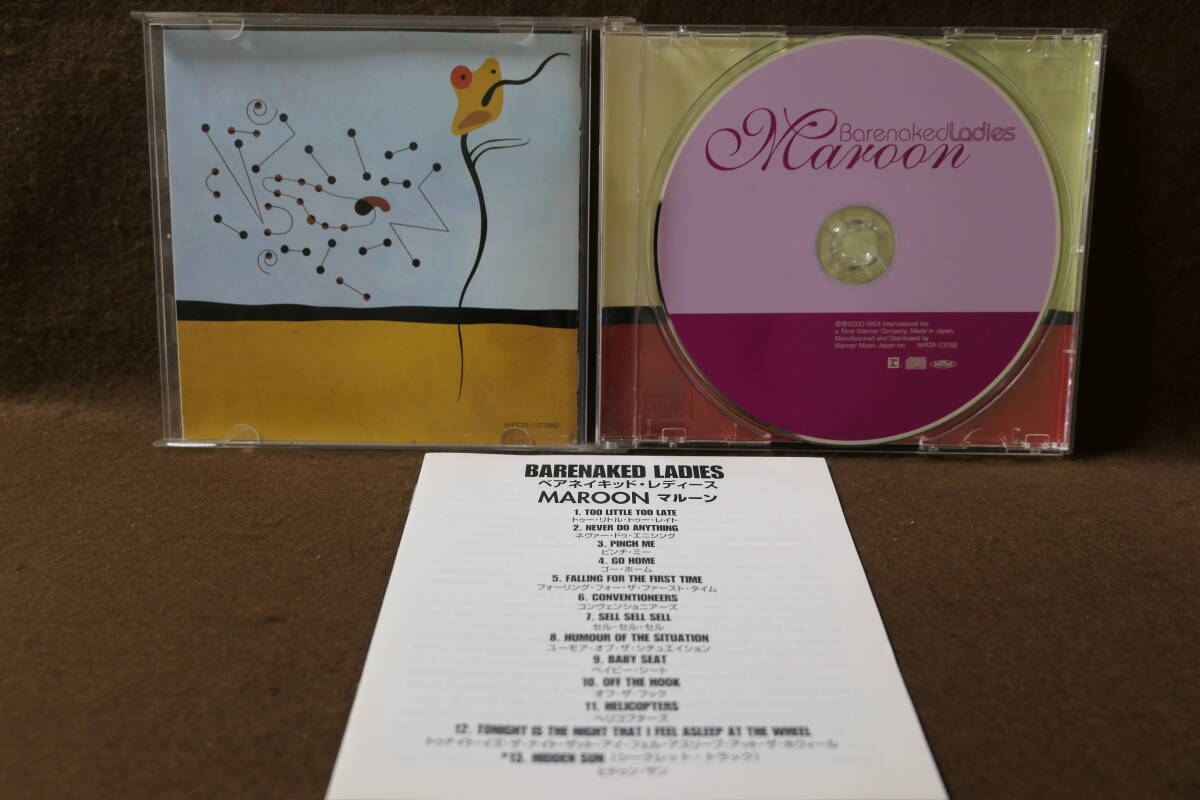 WPCR-10782
BarenakedLadies
Maroon
©℗2000 WEA International Inc.
a Time Warner Company. Made in Japan.
Manufactured and Distributed by
Warner Music Japan Inc. WPCR-10782
BARENAKED LADIES
ベアネイキッド・レディース
MAROON マルーン
1. TOO LITTLE TOO LATE
トゥー・リトル・トゥー・レイト
2. NEVER DO ANYTHING
ネヴァー・ドゥ・エニシング
3. PINCH ME
ピンチ・ミー
4. GO HOME
ゴー・ホーム
5. FALLING FOR THE FIRST TIME
フォーリング・フォー・ザ・ファースト・タイム
6. CONVENTIONEERS
コンヴェンショニアーズ
7. SELL SELL SELL
セル・セル・セル
8. HUMOUR OF THE SITUATION
ユーモア・オブ・ザ・シチュエイション
9. BABY SEAT
ベイビー・シート
10. OFF THE HOOK
オフ・ザ・フック
11. HELICOPTERS
ヘリコプターズ
12. TONIGHT IS THE NIGHT THAT I FEEL ASLEEP AT THE WHEEL
トゥナイト・イズ・ザ・ナイト・ザット・アイ・フェル・アスリープ・アット・ザ・ホウィール
*13. HIDDEN SUN (シークレット・トラック)
ヒドゥン・サン